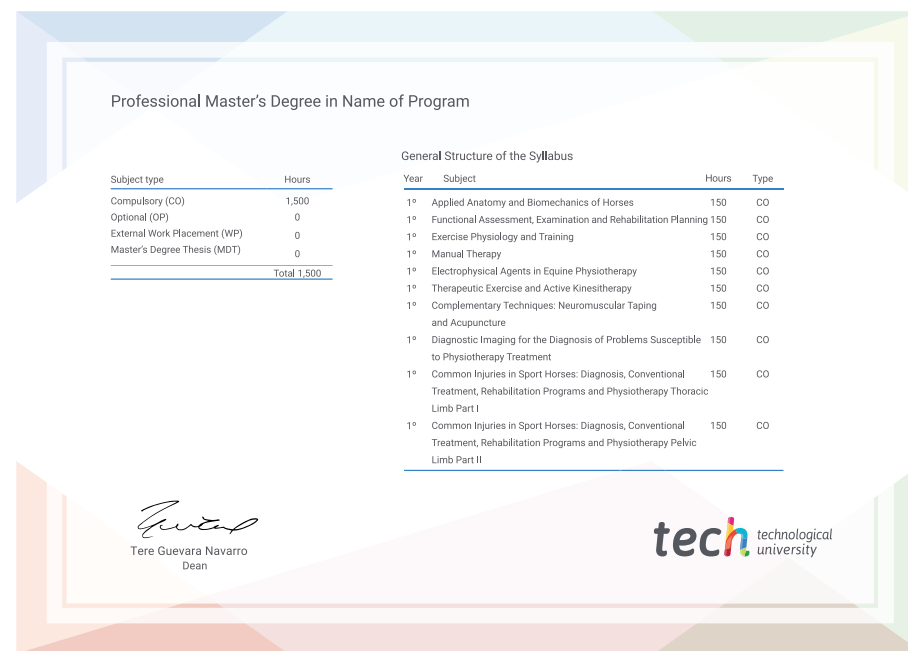 Professional Master's Degree in Name of Program
General Structure of the Syllabus
Subject type Hours
Compulsory (CO) 1,500
Optional (OP) 0
External Work Placement (WP) 0
Master's Degree Thesis (MDT) 0
Total 1,500
Year Subject Hours Type
1º Applied Anatomy and Biomechanics of Horses 150 CO
1º Functional Assessment, Examination and Rehabilitation Planning 150 CO
1º Exercise Physiology and Training 150 CO
1º Manual Therapy 150 CO
1º Electrophysical Agents in Equine Physiotherapy 150 CO
1º Therapeutic Exercise and Active Kinesitherapy 150 CO
1º Complementary Techniques: Neuromuscular Taping 150 CO
and Acupuncture
1º Diagnostic Imaging for the Diagnosis of Problems Susceptible 150 CO
to Physiotherapy Treatment
1º Common Injuries in Sport Horses: Diagnosis, Conventional 150 CO
Treatment, Rehabilitation Programs and Physiotherapy Thoracic
Limb Part I
1º Common Injuries in Sport Horses: Diagnosis, Conventional 150 CO
Treatment, Rehabilitation Programs and Physiotherapy Pelvic
Limb Part II
Tere Guevara Navarro
Dean
tech technological
university